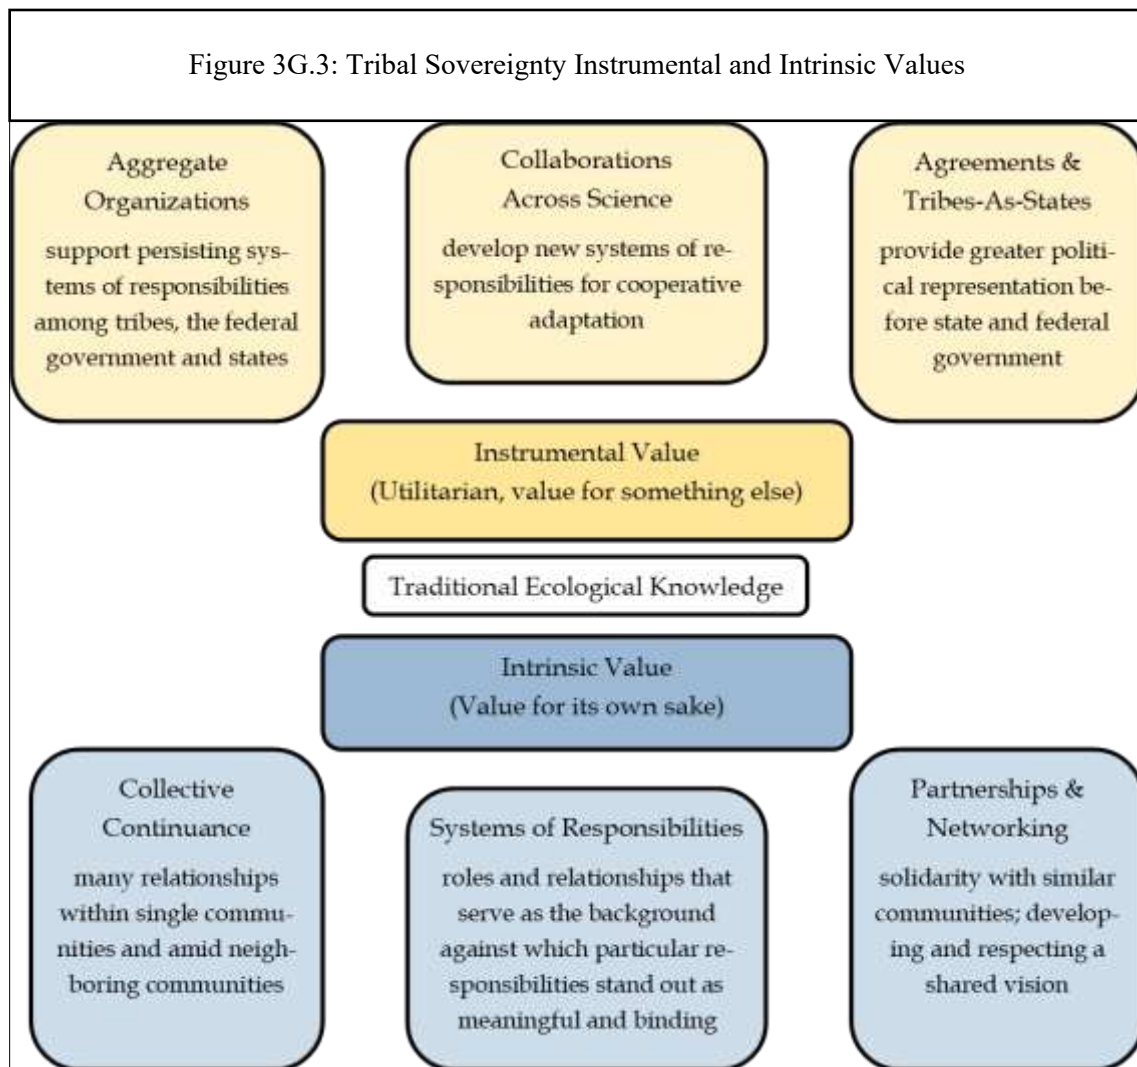 Figure 3G.3: Tribal Sovereignty Instrumental and Intrinsic Values
Aggregate
Organizations
support persisting sys-
tems of responsibilities
among tribes, the federal
government and states
Collaborations
Across Science
develop new systems of re-
sponsibilities for cooperative
adaptation
Agreements &
Tribes-As-States
provide greater politi-
cal representation be-
fore state and federal
government
Instrumental Value
(Utilitarian, value for something else)
Traditional Ecological Knowledge
Intrinsic Value
(Value for its own sake)
Collective
Continuance
many relationships
within single commu-
nities and amid neigh-
boring communities
Systems of Responsibilities
roles and relationships that
serve as the background
against which particular re-
sponsibilities stand out as
meaningful and binding
Partnerships &
Networking
solidarity with similar
communities; develop-
ing and respecting a
shared vision